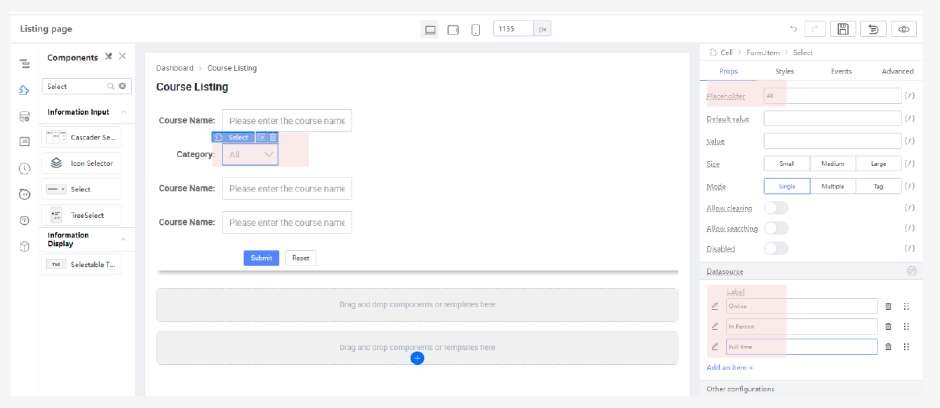 Listing page
1135 px
Components
Select
Information Input
Cascader Se...
Icon Selector
Select
TreeSelect
Information Display
Selectable T...
Dashboard > Course Listing
Course Listing
Course Name: Please enter the course name
Select
Category: All
Course Name: Please enter the course name
Course Name: Please enter the course name
Submit Reset
Drag and drop components or templates here
Drag and drop components or templates here
Cell > FormItem > Select
Props Styles Events Advanced
Placeholder All {/}
Default value {/}
Value {/}
Size Small Medium Large {/}
Mode Single Multiple Tag {/}
Allow clearing {/}
Allow searching {/}
Disabled {/}
Datasource
Label
Online
In Person
Full time
Add an item +
Other configurations